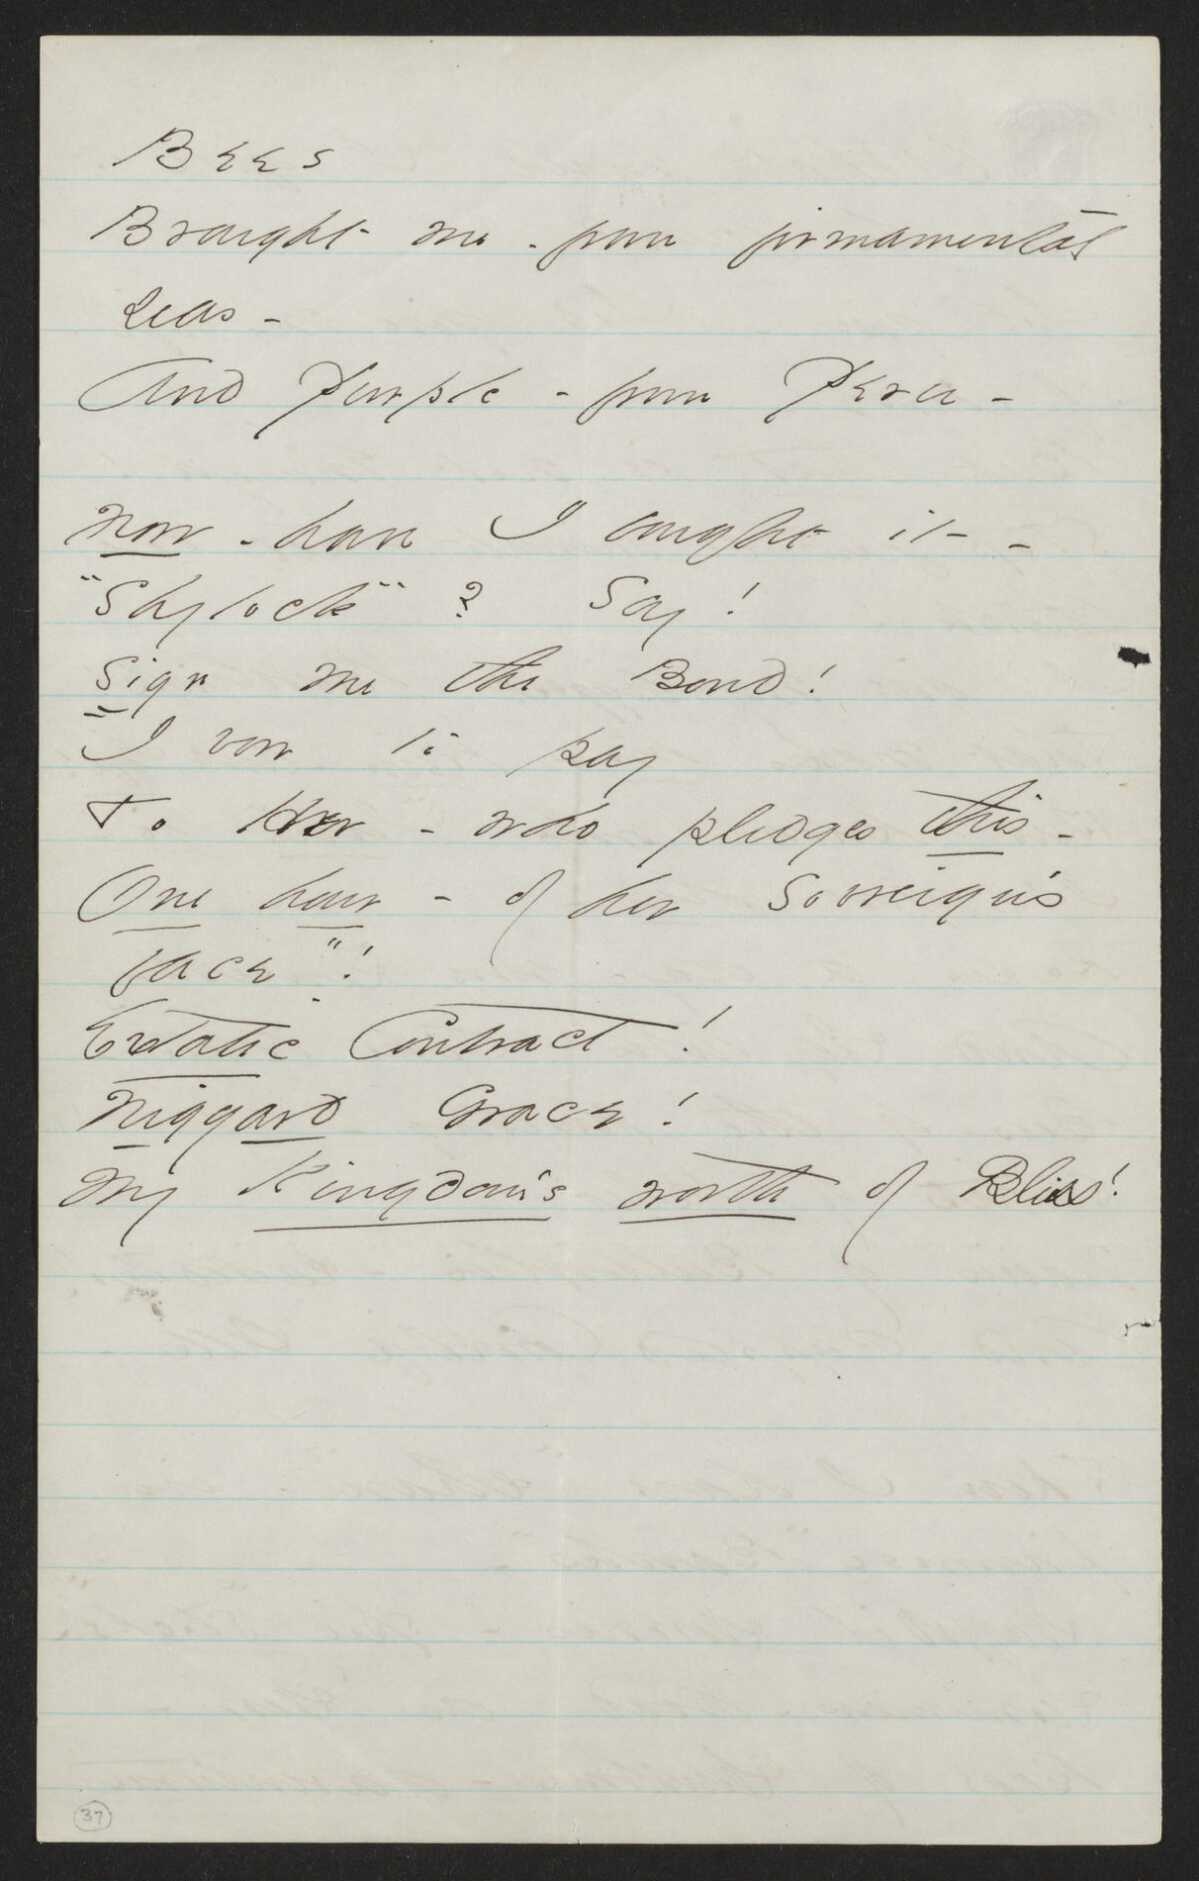 Bees
Brought me - from firmamental
seas -
And Purple - from Peru -
Now - have I bought it -
"Shylock"? Say!
Sign me the Bond!
I vow to pay
To Her - who pledges this -
One hour - of her Sovreign's
face"!
Extatic Contract!
Niggard Grace!
My Kingdom's worth of Bliss!
37